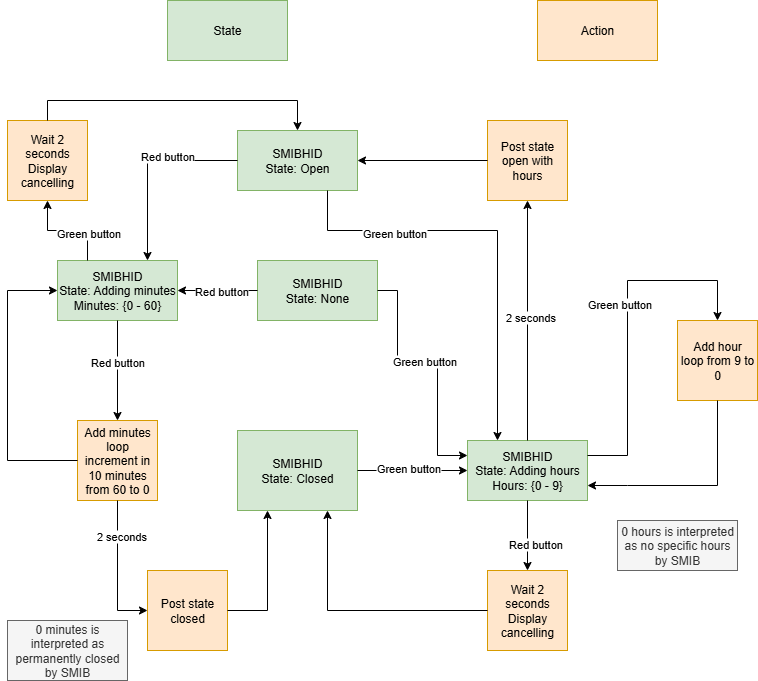 State
Action
Wait 2
seconds
Display
cancelling
Red button
SMIBHID
State: Open
Post state
open with
hours
Green button
Green button
SMIBHID
State: Adding minutes
Minutes: {0 - 60}
Red button
SMIBHID
State: None
2 seconds
Green button
Add hour
loop from 9 to
0
Red button
Green button
Add minutes
loop
increment in
10 minutes
from 60 to 0
SMIBHID
State: Closed
Green button
SMIBHID
State: Adding hours
Hours: {0 - 9}
2 seconds
Red button
0 hours is interpreted
as no specific hours
by SMIB
Post state
closed
Wait 2
seconds
Display
cancelling
0 minutes is
interpreted as
permanently closed
by SMIB